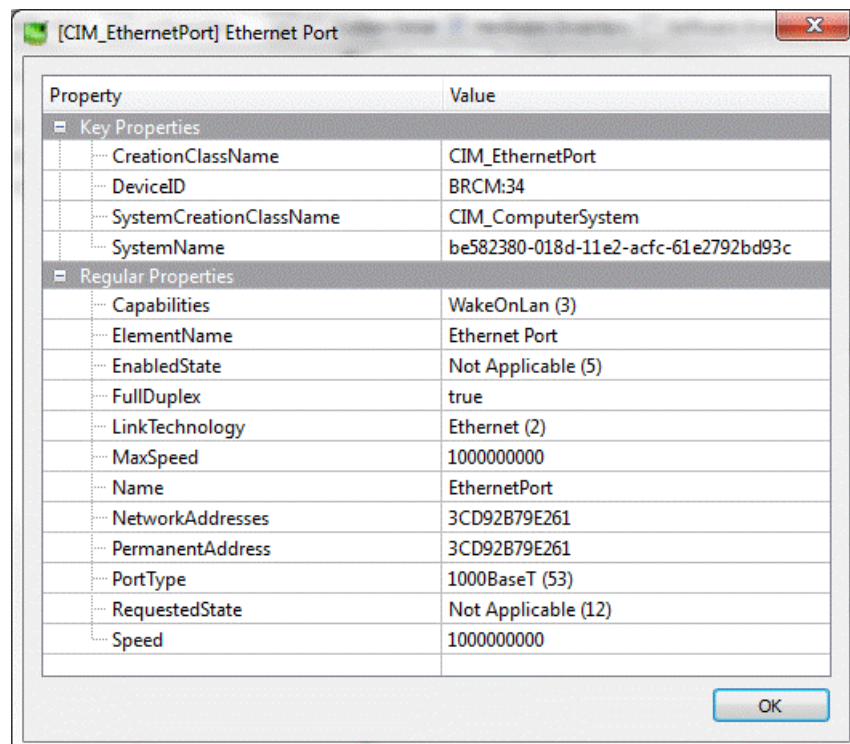 [CIM_EthernetPort] Ethernet Port
Property Value
Key Properties
CreationClassName CIM_EthernetPort
DeviceID BRCM:34
SystemCreationClassName CIM_ComputerSystem
SystemName be582380-018d-11e2-acfc-61e2792bd93c
Regular Properties
Capabilities WakeOnLan (3)
ElementName Ethernet Port
EnabledState Not Applicable (5)
FullDuplex true
LinkTechnology Ethernet (2)
MaxSpeed 1000000000
Name EthernetPort
NetworkAddresses 3CD92B79E261
PermanentAddress 3CD92B79E261
PortType 1000BaseT (53)
RequestedState Not Applicable (12)
Speed 1000000000
OK